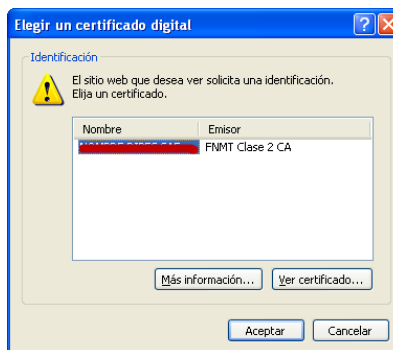 Elegir un certificado digital
Identificación
El sitio web que desea ver solicita una identificación.
Elija un certificado.
Nombre Emisor
FNMT Clase 2 CA
Más información... Ver certificado...
Aceptar Cancelar